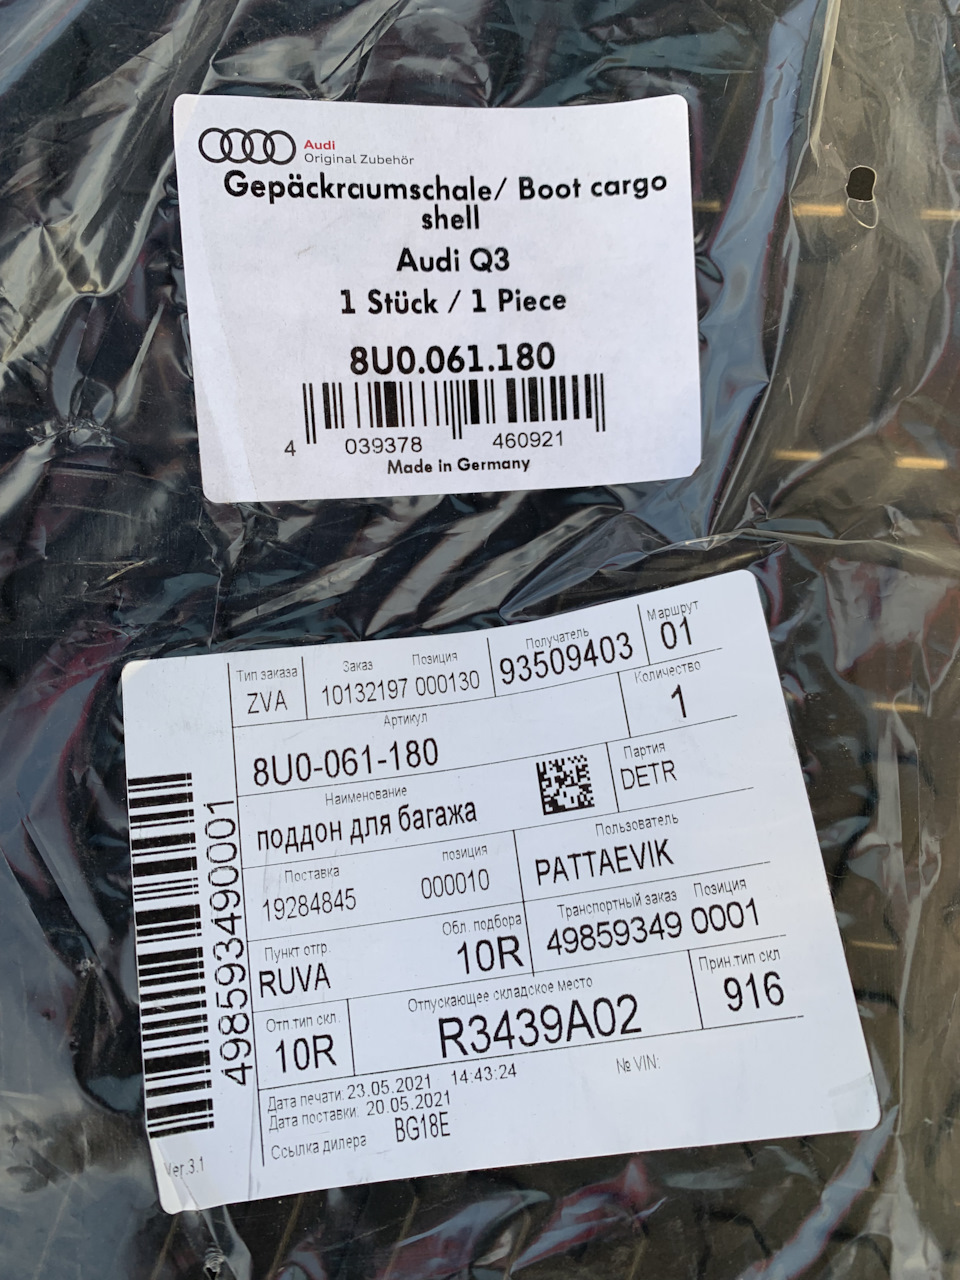 Audi
Original Zubehör
Gepäckraumschale/ Boot cargo
shell
Audi Q3
1 Stück / 1 Piece
8U0.061.180
4 039378 460921
Made in Germany
Тип заказа Заказ Позиция Получатель Маршрут
ZVA 10132197 000130 93509403 01
Артикул Количество
8U0-061-180 1
Наименование Партия
поддон для багажа DETR
Поставка позиция Пользователь
19284845 000010 PATTAEVIK
Пункт отгр. Обл. подбора Транспортный заказ Позиция
RUVA 10R 49859349 0001
Отп.тип скл. Отпускающее складское место Прин.тип скл
10R R3439A02 916
Дата печати: 23.05.2021 14:43:24 № VIN:
Дата поставки: 20.05.2021
Ссылка дилера BG18E
498593490001
Ver.3.1